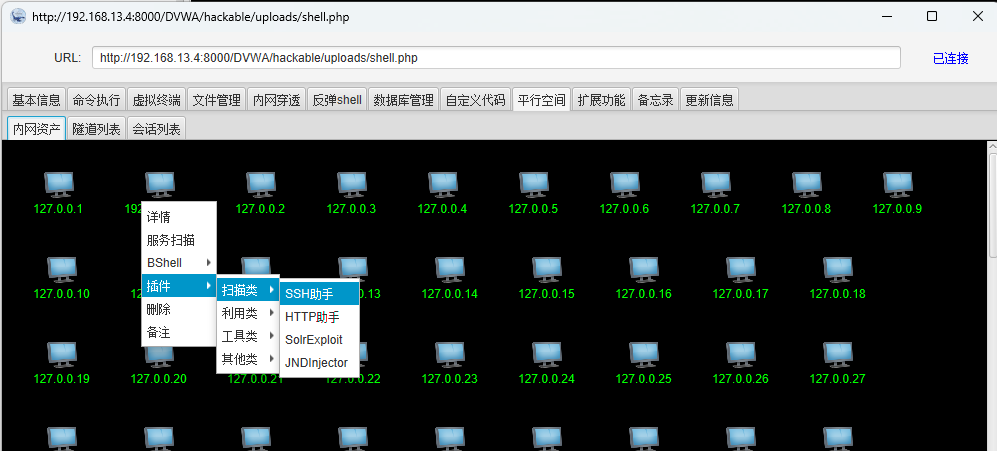 http://192.168.13.4:8000/DVWA/hackable/uploads/shell.php
URL: http://192.168.13.4:8000/DVWA/hackable/uploads/shell.php 已连接
基本信息 命令执行 虚拟终端 文件管理 内网穿透 反弹shell 数据库管理 自定义代码 平行空间 扩展功能 备忘录 更新信息
内网资产 隧道列表 会话列表
127.0.0.1 192 127.0.0.2 127.0.0.3 127.0.0.4 127.0.0.5 127.0.0.6 127.0.0.7 127.0.0.8 127.0.0.9
详情
服务扫描
BShell
插件
删除
备注
扫描类
利用类
工具类
其他类
SSH助手
HTTP助手
SolrExploit
JNDInjector
127.0.0.10 .13 127.0.0.14 127.0.0.15 127.0.0.16 127.0.0.17 127.0.0.18
127.0.0.19 127.0.0.20 127.0.0.21 127.0.0.22 127.0.0.23 127.0.0.24 127.0.0.25 127.0.0.26 127.0.0.27